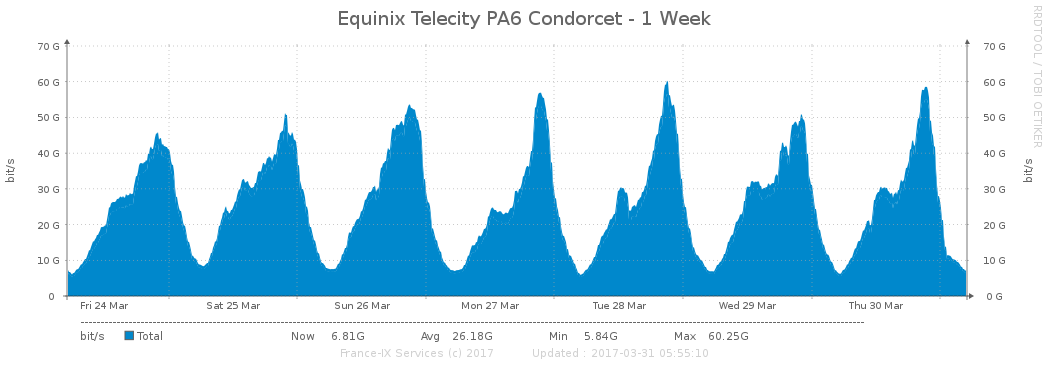 Equinix Telecity PA6 Condorcet - 1 Week
RRDTOOL / TOBI OETIKER
70 G 70 G
60 G 60 G
50 G 50 G
40 G 40 G
30 G 30 G
20 G 20 G
10 G 10 G
0 0 G
bit/s
bit/s
Fri 24 Mar Sat 25 Mar Sun 26 Mar Mon 27 Mar Tue 28 Mar Wed 29 Mar Thu 30 Mar
bit/s Total Now 6.81G Avg 26.18G Min 5.84G Max 60.25G
France-IX Services (c) 2017 Updated : 2017-03-31 05:55:10